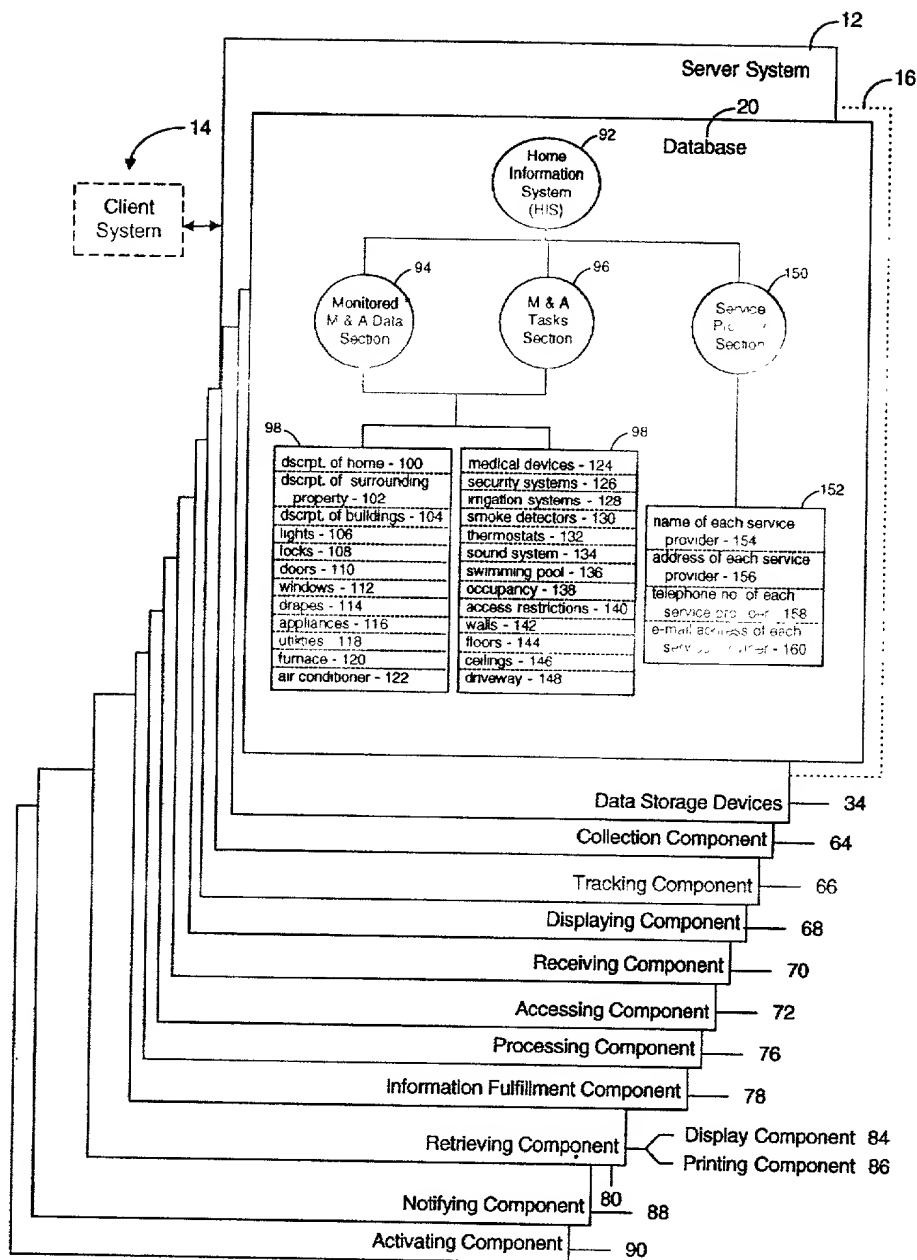 12
Server System
16
20
Database
14
Client
System
92
Home
Information
System
(HIS)
94
Monitored
M & A Data
Section
96
M & A
Tasks
Section
150
Service
Section
98
dscrpt. of home - 100
dscrpt. of surrounding
property - 102
dscrpt. of buildings - 104
lights - 106
locks - 108
doors - 110
windows - 112
drapes - 114
appliances - 116
utilities 118
furnace - 120
air conditioner - 122
98
medical devices - 124
security systems - 126
irrigation systems - 128
smoke detectors - 130
thermostats - 132
sound system - 134
swimming pool - 136
occupancy - 138
access restrictions - 140
walls - 142
floors - 144
ceilings - 146
driveway - 148
152
name of each service
provider - 154
address of each service
provider - 156
telephone no. of each
service 158
e-mail address of each
- 160
Data Storage Devices 34
Collection Component 64
Tracking Component 66
Displaying Component 68
Receiving Component 70
Accessing Component 72
Processing Component 76
Information Fulfillment Component 78
Retrieving Component
Display Component 84
Printing Component 86
80
Notifying Component 88
Activating Component 90